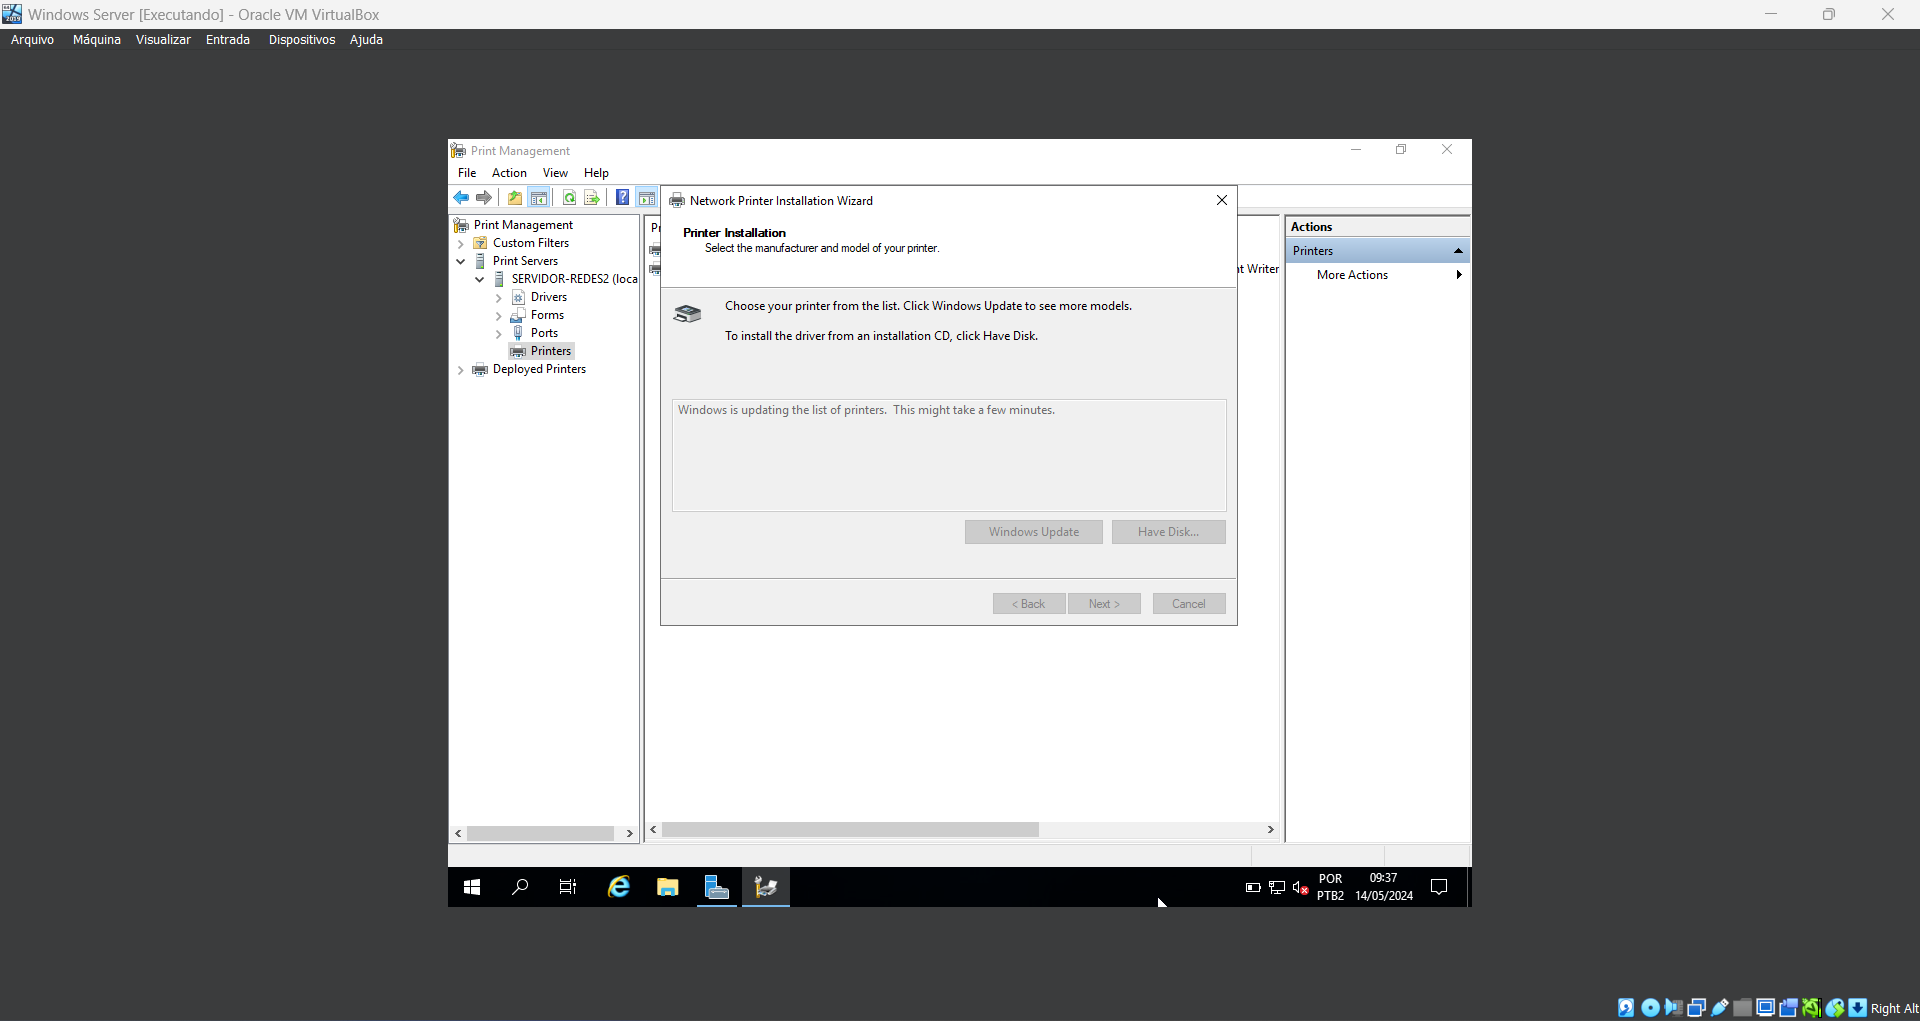 Windows Server [Executando] - Oracle VM VirtualBox
Arquivo Máquina Visualizar Entrada Dispositivos Ajuda
Print Management
File Action View Help
Print Management
Custom Filters
Print Servers
SERVIDOR-REDES2 (loca
Drivers
Forms
Ports
Printers
Deployed Printers
Network Printer Installation Wizard
Printer Installation
Select the manufacturer and model of your printer.
Choose your printer from the list. Click Windows Update to see more models.
To install the driver from an installation CD, click Have Disk.
Windows is updating the list of printers. This might take a few minutes.
Windows Update Have Disk...
< Back Next > Cancel
Writer
Actions
Printers
More Actions
POR
PTB2
09:37
14/05/2024
Right Alt